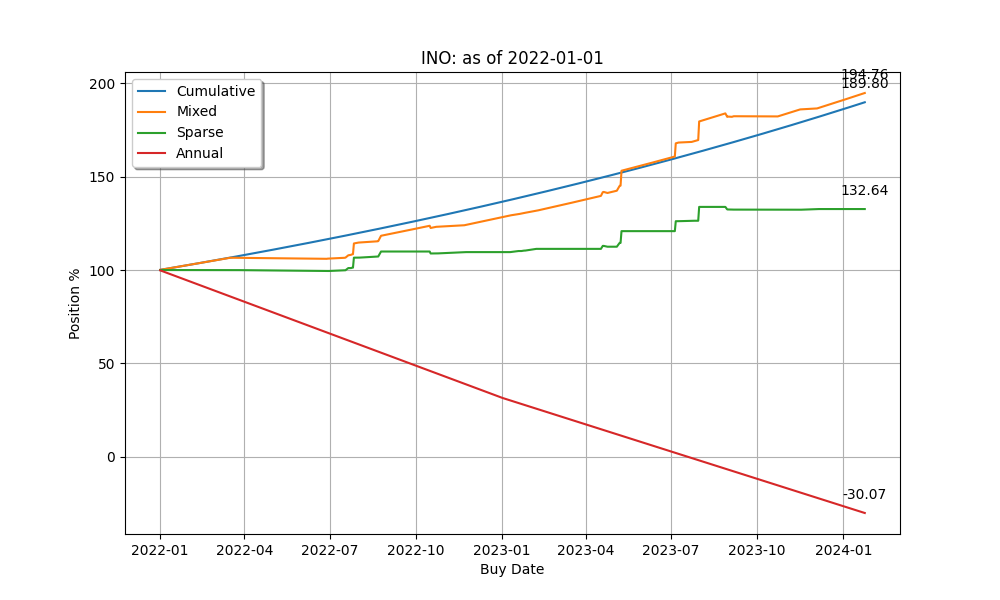 INO: as of 2022-01-01
Cumulative
Mixed
Sparse
Annual
194.76
189.80
132.64
-30.07
200
150
100
50
0
Position %
2022-01 2022-04 2022-07 2022-10 2023-01 2023-04 2023-07 2023-10 2024-01
Buy Date